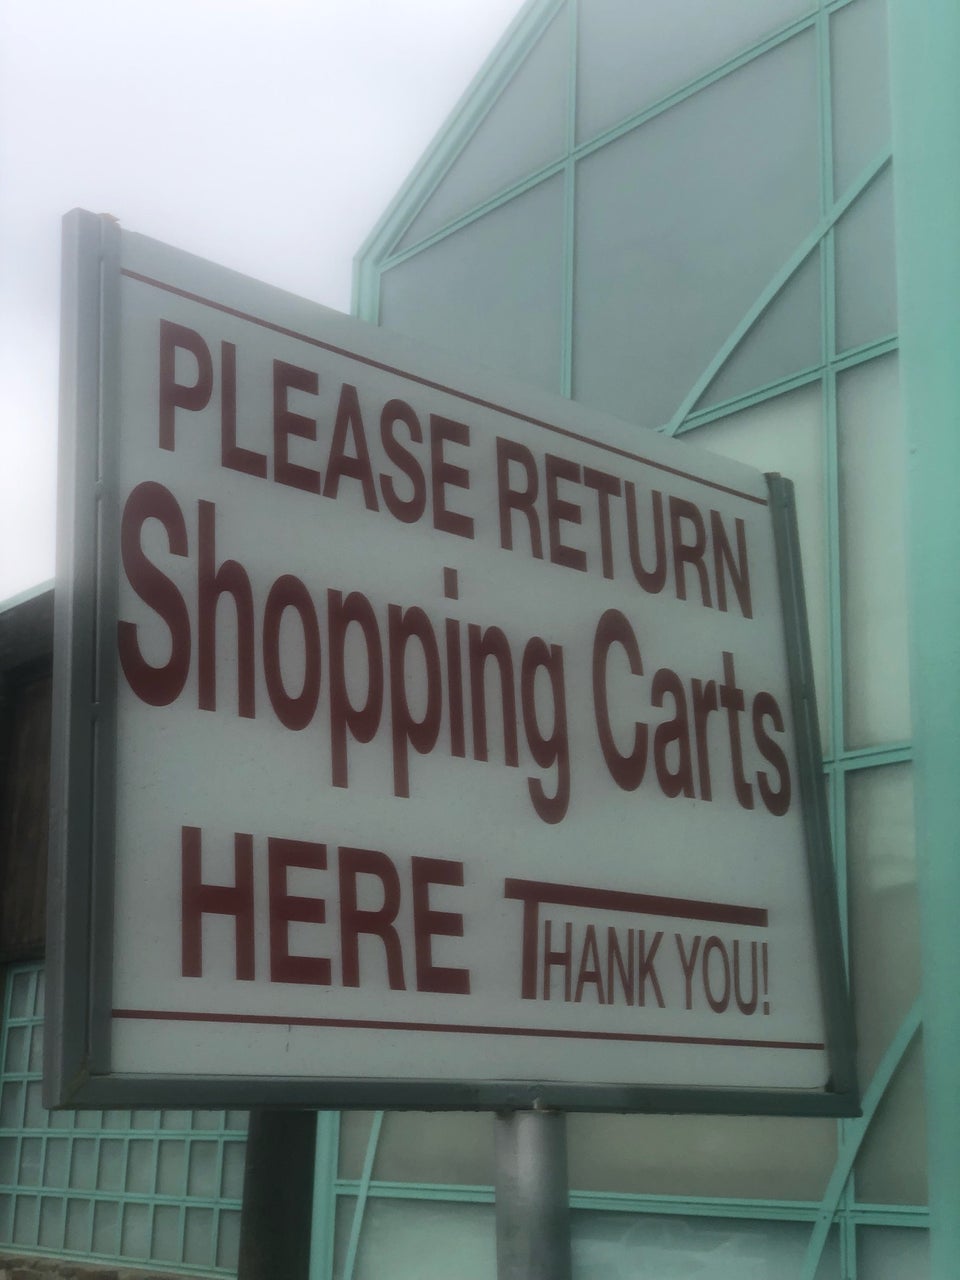 PLEASE RETURN
Shopping Carts
HERE THANK YOU!